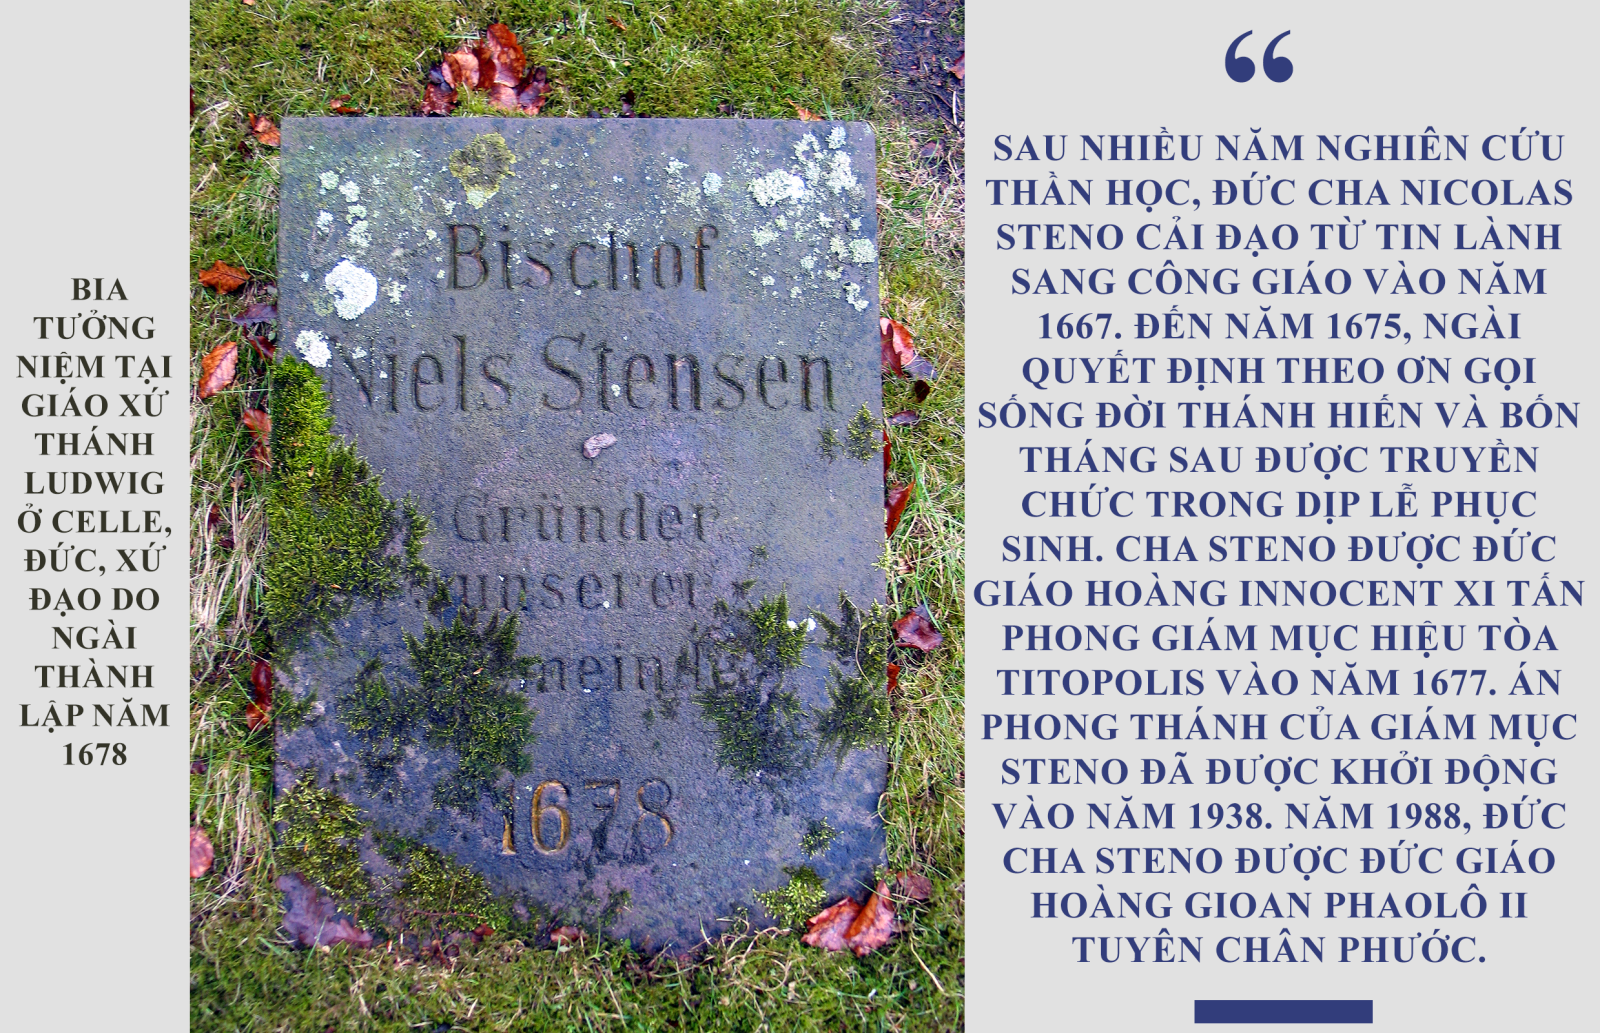 BIA
TƯỞNG
NIỆM TẠI
GIÁO XỨ
THÁNH
LUDWIG
Ở CELLE,
ĐỨC, XỨ
ĐẠO DO
NGÀI
THÀNH
LẬP NĂM
1678
Bischof
Niels Stensen
Gründer
unserer
1678
“
SAU NHIỀU NĂM NGHIÊN CỨU
THẦN HỌC, ĐỨC CHA NICOLAS
STENO CẢI ĐẠO TỪ TIN LÀNH
SANG CÔNG GIÁO VÀO NĂM
1667. ĐẾN NĂM 1675, NGÀI
QUYẾT ĐỊNH THEO ƠN GỌI
SỐNG ĐỜI THÁNH HIẾN VÀ BỐN
THÁNG SAU ĐƯỢC TRUYỀN
CHỨC TRONG DỊP LỄ PHỤC
SINH. CHA STENO ĐƯỢC ĐỨC
GIÁO HOÀNG INNOCENT XI TẤN
PHONG GIÁM MỤC HIỆU TÒA
TITOPOLIS VÀO NĂM 1677. ÁN
PHONG THÁNH CỦA GIÁM MỤC
STENO ĐÃ ĐƯỢC KHỞI ĐỘNG
VÀO NĂM 1938. NĂM 1988, ĐỨC
CHA STENO ĐƯỢC ĐỨC GIÁO
HOÀNG GIOAN PHAOLÔ II
TUYÊN CHÂN PHƯỚC.